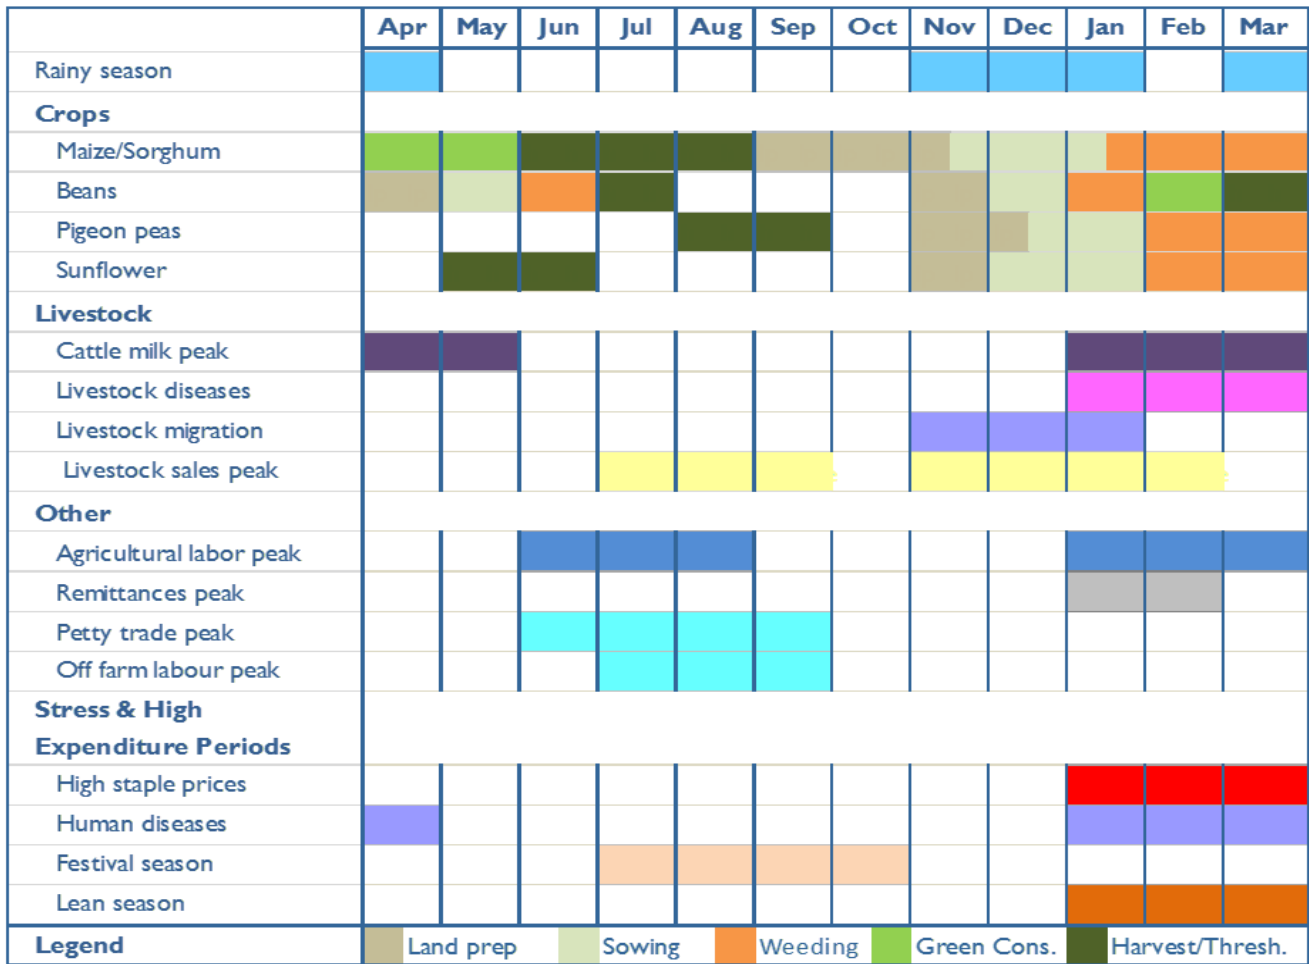 Apr May Jun Jul Aug Sep Oct Nov Dec Jan Feb Mar
Rainy season
Crops
Maize/Sorghum
Beans
Pigeon peas
Sunflower
Livestock
Cattle milk peak
Livestock diseases
Livestock migration
Livestock sales peak
Other
Agricultural labor peak
Remittances peak
Petty trade peak
Off farm labour peak
Stress & High
Expenditure Periods
High staple prices
Human diseases
Festival season
Lean season
Legend Land prep Sowing Weeding Green Cons. Harvest/Thresh.